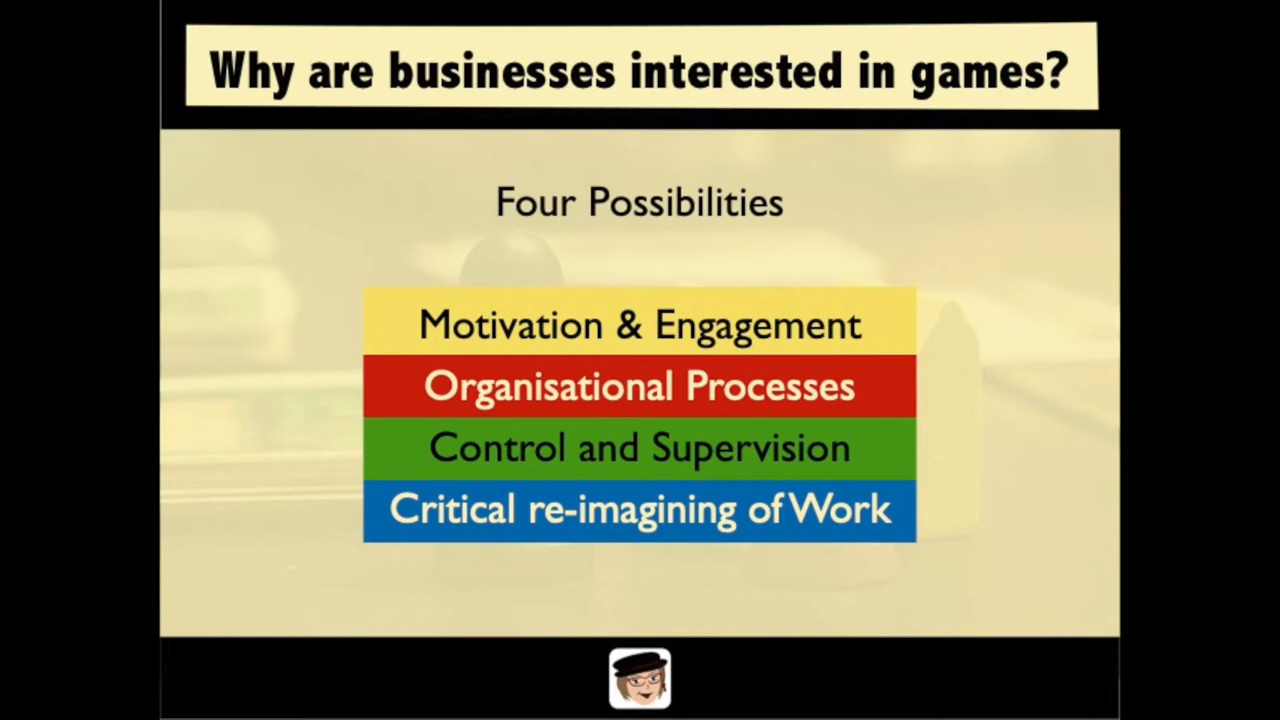 Why are businesses interested in games?
Four Possibilities
Motivation & Engagement
Organisational Processes
Control and Supervision
Critical re-imagining of Work